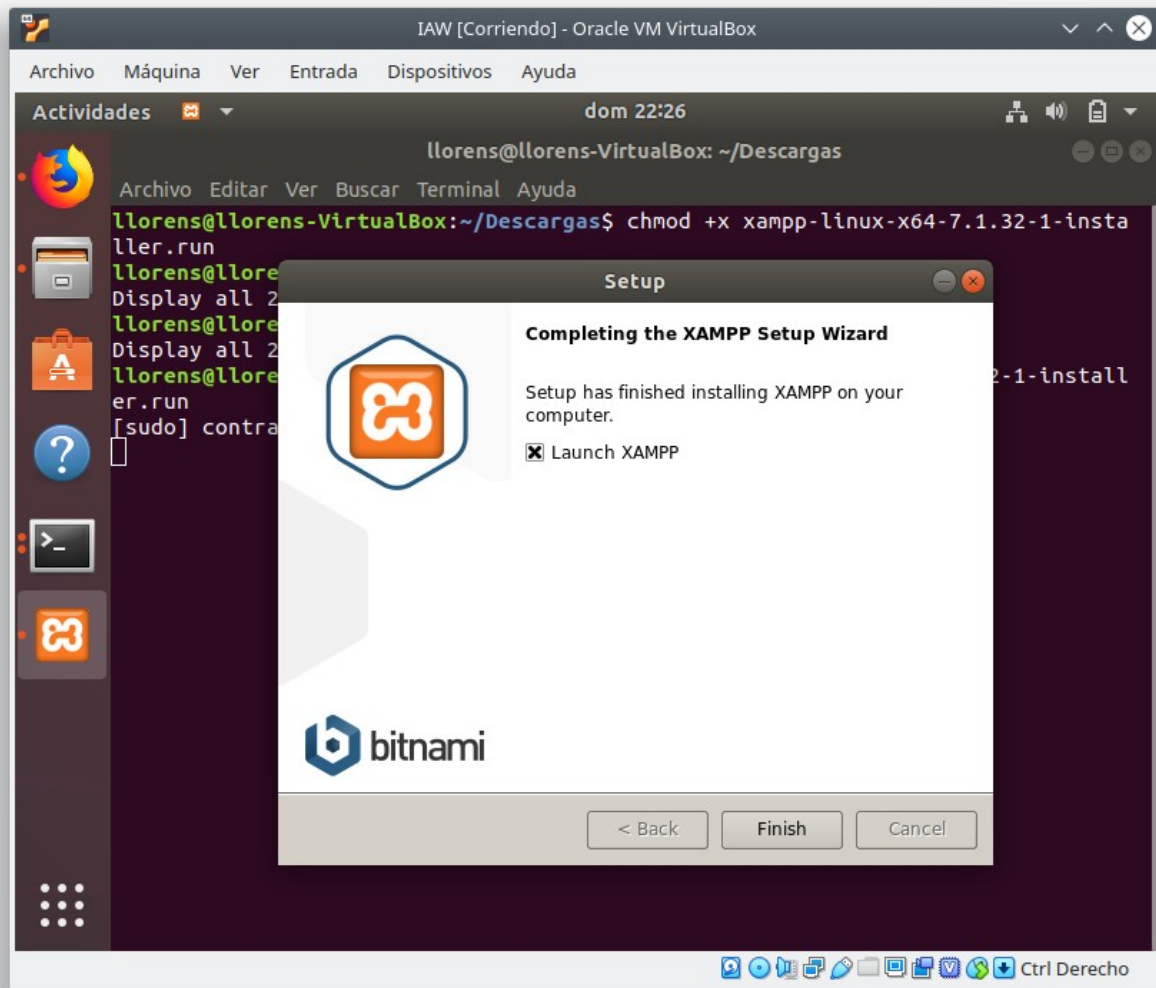 IAW [Corriendo] - Oracle VM VirtualBox
Archivo Máquina Ver Entrada Dispositivos Ayuda
Actividades dom 22:26
llorens@llorens-VirtualBox: ~/Descargas
Archivo Editar Ver Buscar Terminal Ayuda
llorens@llorens-VirtualBox:~/Descargas$ chmod +x xampp-linux-x64-7.1.32-1-insta
ller.run
llorens@llore
Setup
Display all 2
llorens@llore
Completing the XAMPP Setup Wizard
Display all 2
llorens@llore 2-1-install
er.run
Setup has finished installing XAMPP on your
computer.
[sudo] contra
Launch XAMPP
bitnami
< Back Finish Cancel
Ctrl Derecho